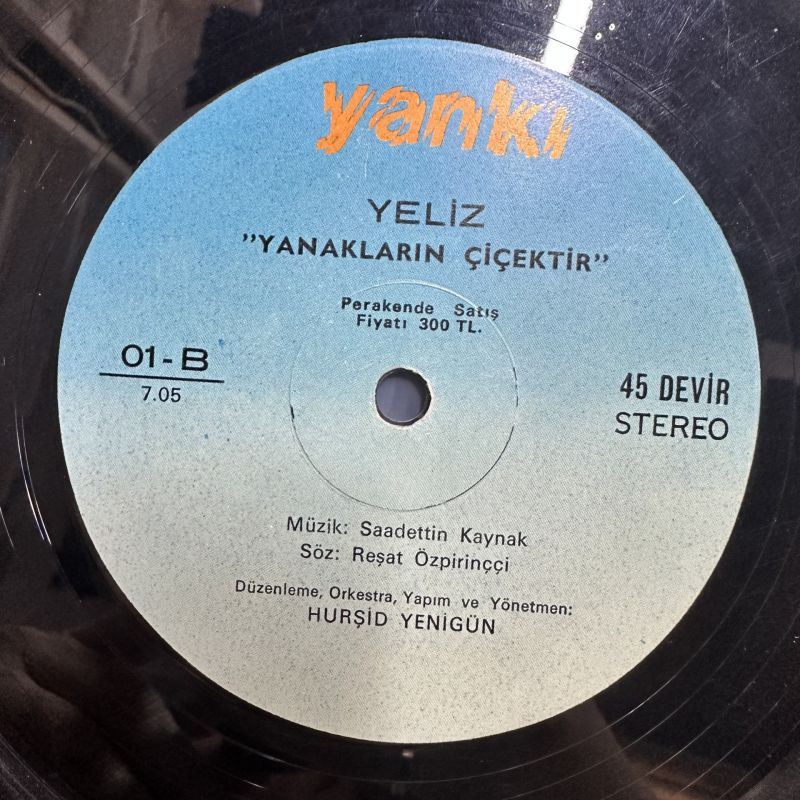 yankı
YELİZ
"YANAKLARIN ÇİÇEKTİR"
Perakende Satış
Fiyatı 300 TL.
01-B
7.05
45 DEVİR
STEREO
Müzik: Saadettin Kaynak
Söz: Reşat Özpirinççi
Düzenleme, Orkestra, Yapım ve Yönetmen:
HURŞİD YENİGÜN